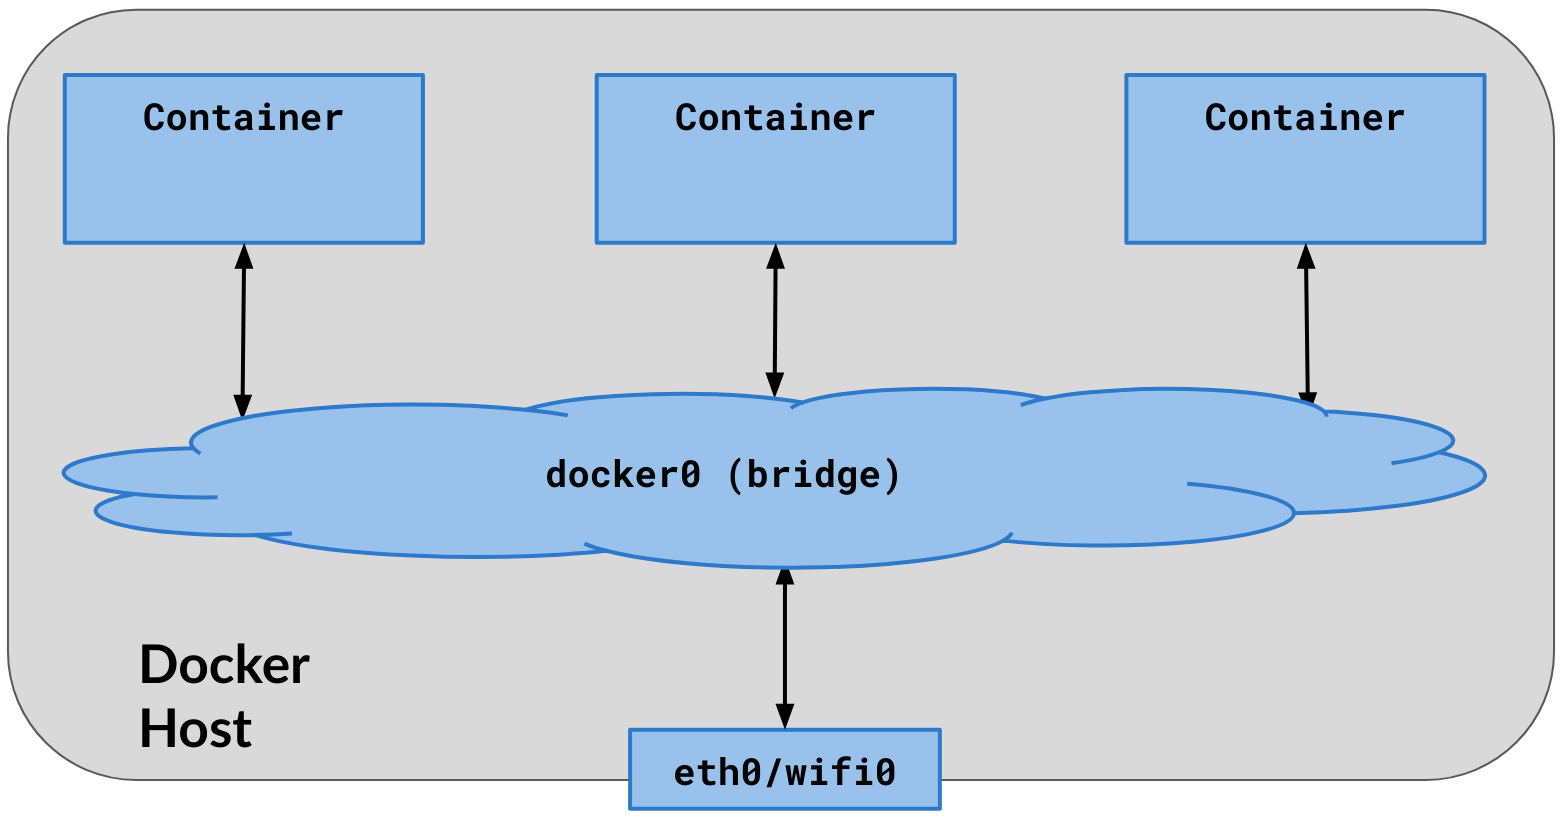 Container
Container
Container
docker0 (bridge)
Docker
Host
eth0/wifi0